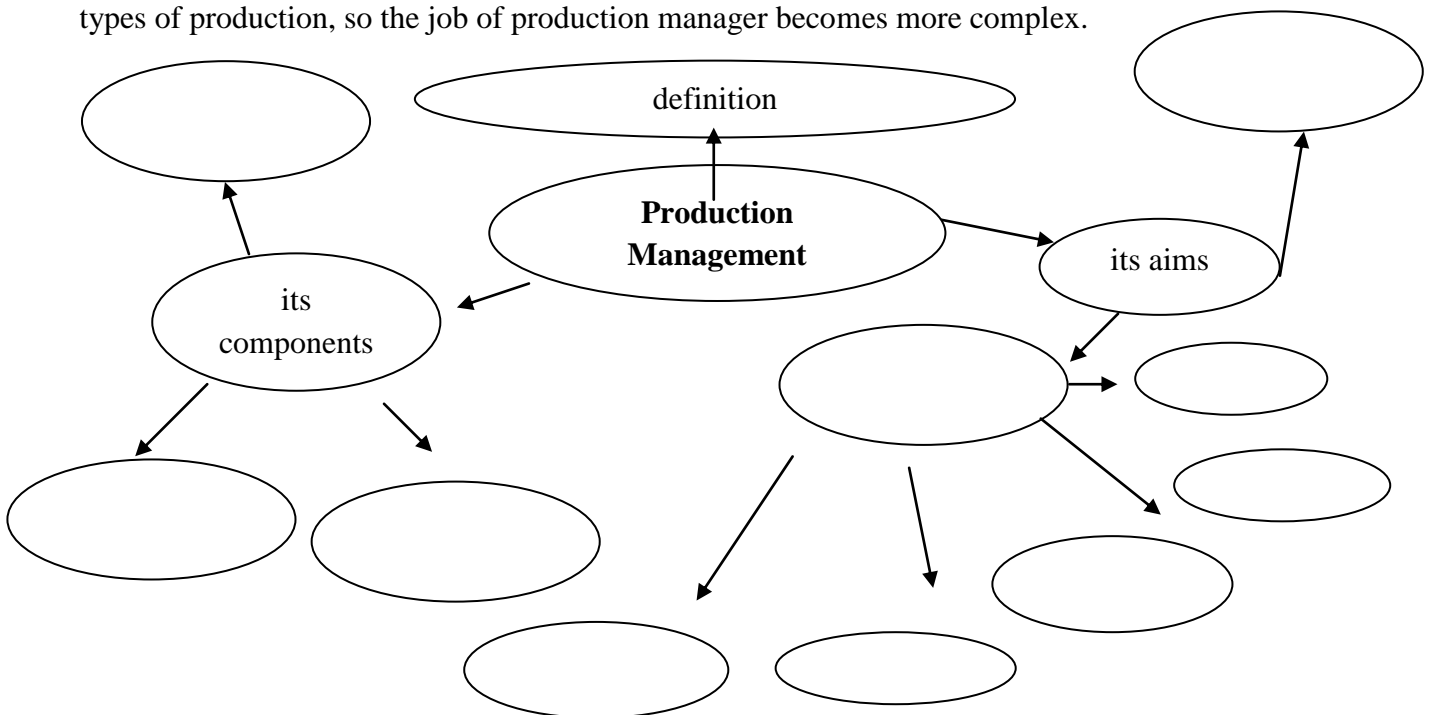 types of production, so the job of production manager becomes more complex.
definition
Production
Management
its aims
its
components